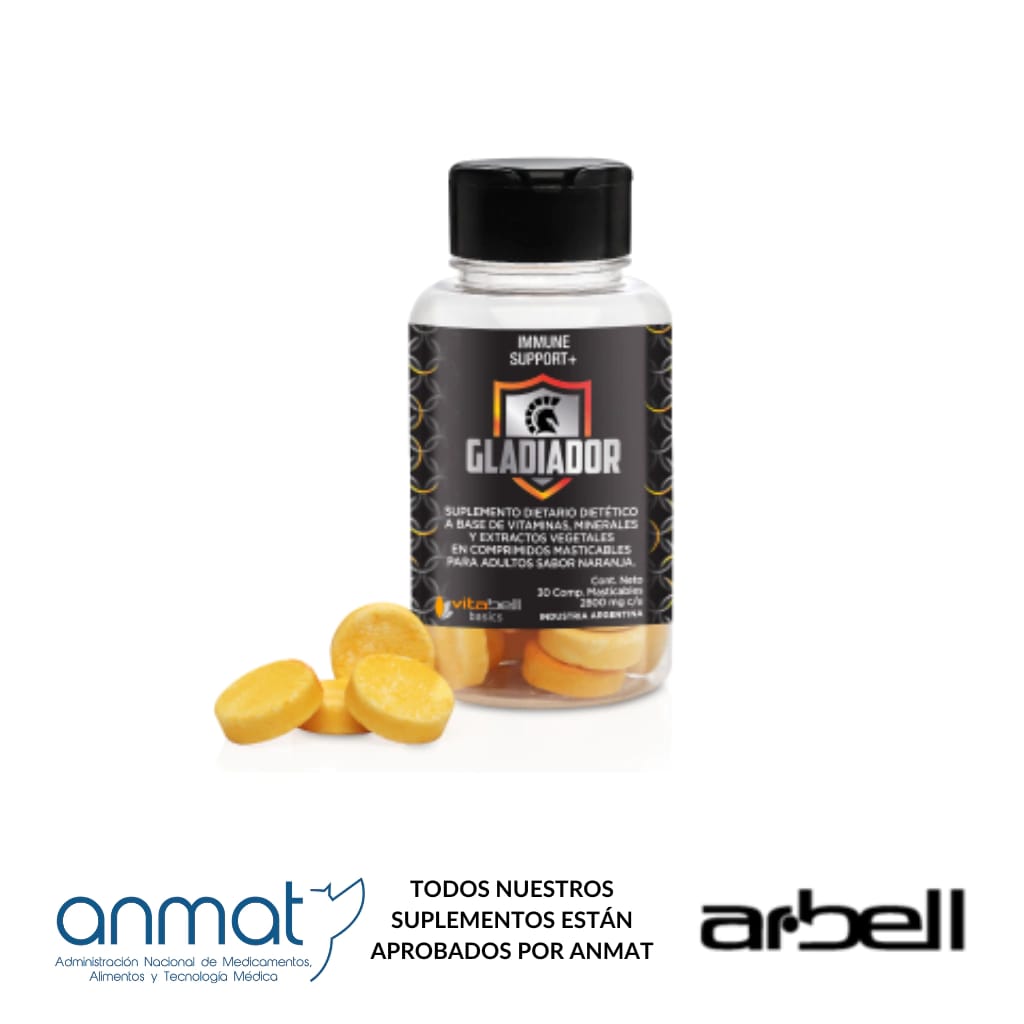 IMMUNE
SUPPORT+
GLADIADOR
SUPLEMENTO DIETARIO DIETÉTICO
A BASE DE VITAMINAS, MINERALES
Y EXTRACTOS VEGETALES
EN COMPRIMIDOS MASTICABLES
PARA ADULTOS SABOR NARANJA.
Cont. Neto
30 Comp. Masticables
2800 mg c/u
vitabell
basics
INDUSTRIA ARGENTINA
anmat
Administración Nacional de Medicamentos,
Alimentos y Tecnología Médica
TODOS NUESTROS
SUPLEMENTOS ESTÁN
APROBADOS POR ANMAT
arbell